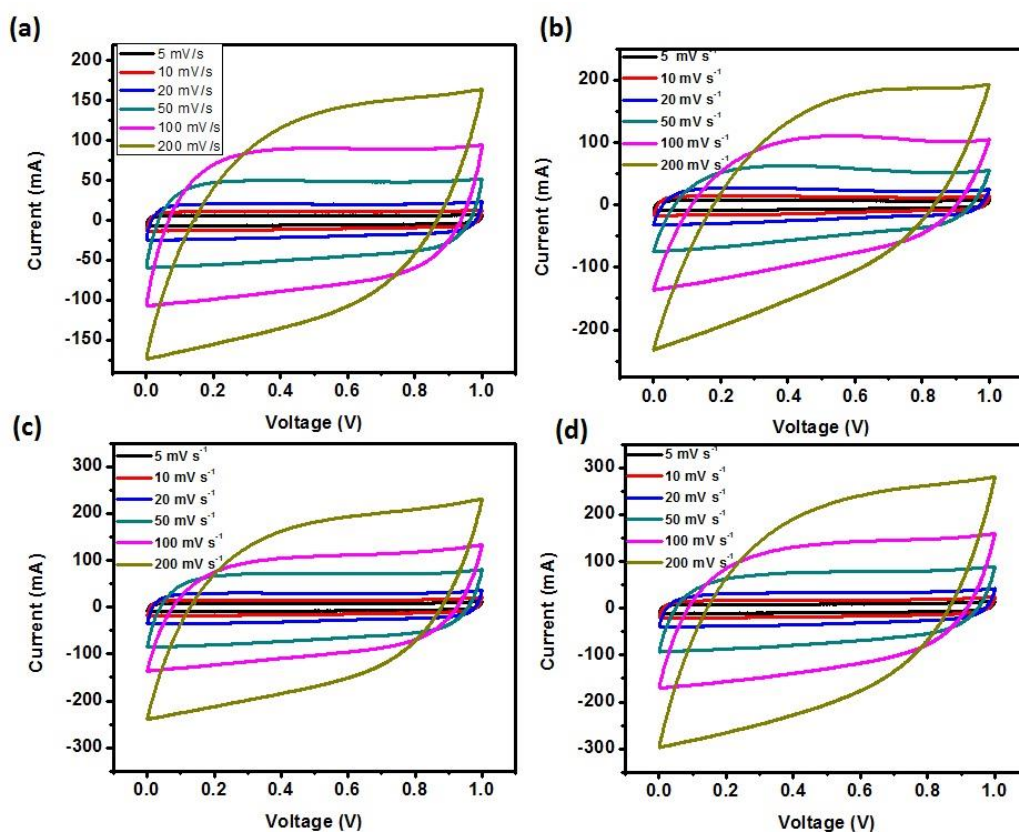 (a)
5 mV/s
10 mV/s
20 mV/s
50 mV/s
100 mV/s
200 mV/s
200
150
100
50
0
-50
-100
-150
Current (mA)
0.0 0.2 0.4 0.6 0.8 1.0
Voltage (V)
(b)
5 mV s⁻¹
10 mV s⁻¹
20 mV s⁻¹
50 mV s⁻¹
100 mV s⁻¹
200 mV s⁻¹
200
100
0
-100
-200
Current (mA)
0.0 0.2 0.4 0.6 0.8 1.0
Voltage (V)
(c)
5 mV s⁻¹
10 mV s⁻¹
20 mV s⁻¹
50 mV s⁻¹
100 mV s⁻¹
200 mV s⁻¹
300
200
100
0
-100
-200
-300
Current (mA)
0.0 0.2 0.4 0.6 0.8 1.0
Voltage (V)
(d)
5 mV s⁻¹
10 mV s⁻¹
20 mV s⁻¹
50 mV s⁻¹
100 mV s⁻¹
200 mV s⁻¹
300
200
100
0
-100
-200
-300
Current (mA)
0.0 0.2 0.4 0.6 0.8 1.0
Voltage (V)